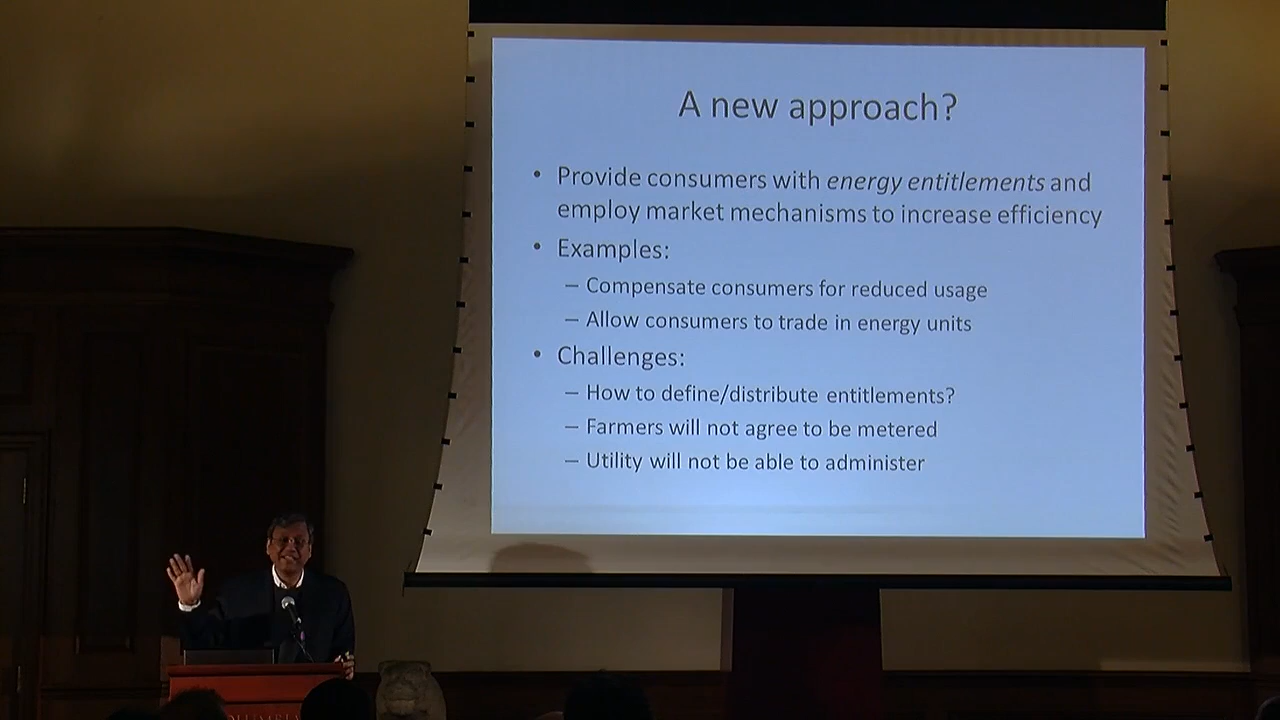 A new approach?
• Provide consumers with energy entitlements and
employ market mechanisms to increase efficiency
• Examples:
– Compensate consumers for reduced usage
– Allow consumers to trade in energy units
• Challenges:
– How to define/distribute entitlements?
– Farmers will not agree to be metered
– Utility will not be able to administer